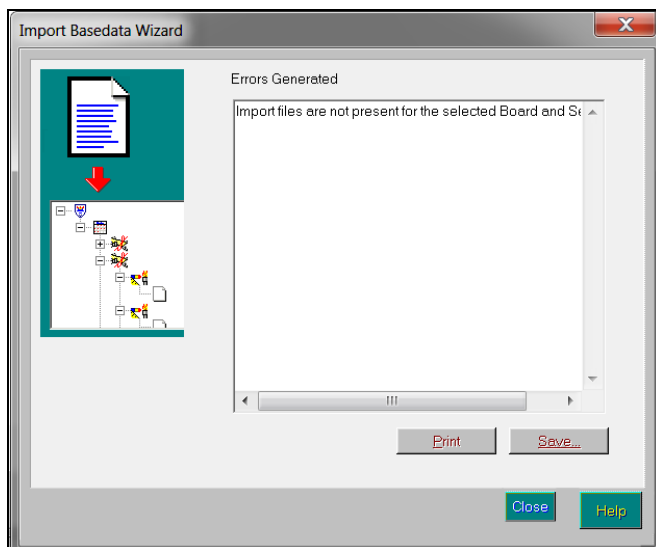 Import Basedata Wizard
Errors Generated
Import files are not present for the selected Board and Se
Print
Save...
Close
Help